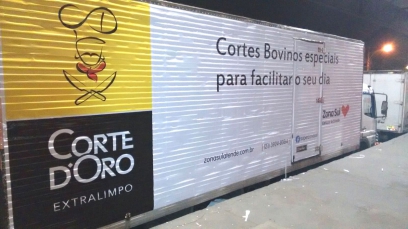 Cortes Bovinos especiais
para facilitar o seu dia
CORTE
D'ORO
EXTRALIMPO
zonasulatende.com.br
Zona Sul